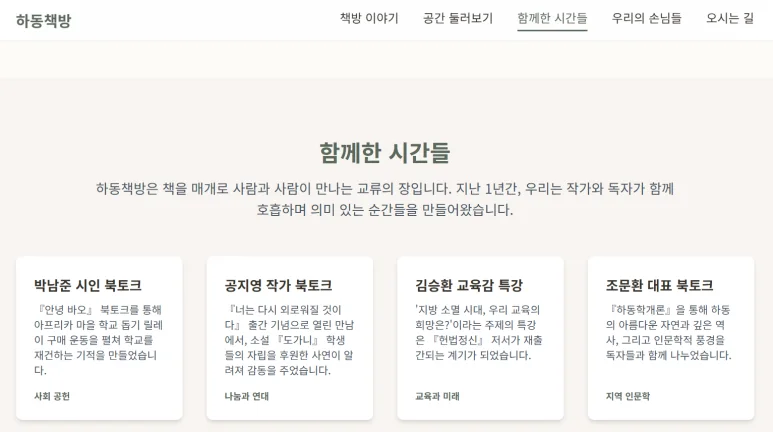 하동책방
책방 이야기
공간 둘러보기
함께한 시간들
우리의 손님들
오시는 길
함께한 시간들
하동책방은 책을 매개로 사람과 사람이 만나는 교류의 장입니다. 지난 1년간, 우리는 작가와 독자가 함께
호흡하며 의미 있는 순간들을 만들어왔습니다.
박남준 시인 북토크
『안녕 바오』 북토크를 통해
아프리카 마을 학교 돕기 릴레
이 구매 운동을 펼쳐 학교를
재건하는 기적을 만들었습니
다.
사회 공헌
공지영 작가 북토크
『너는 다시 외로워질 것이
다』 출간 기념으로 열린 만남
에서, 소설 『도가니』 학생
들의 자립을 후원한 사연이 알
려져 감동을 주었습니다.
나눔과 연대
김승환 교육감 특강
'지방 소멸 시대, 우리 교육의
희망은?'이라는 주제의 특강
은 『헌법정신』 저서가 재출
간되는 계기가 되었습니다.
교육과 미래
조문환 대표 북토크
『하동학개론』을 통해 하동
의 아름다운 자연과 깊은 역
사, 그리고 인문학적 풍경을
독자들과 함께 나누었습니다.
지역 인문학